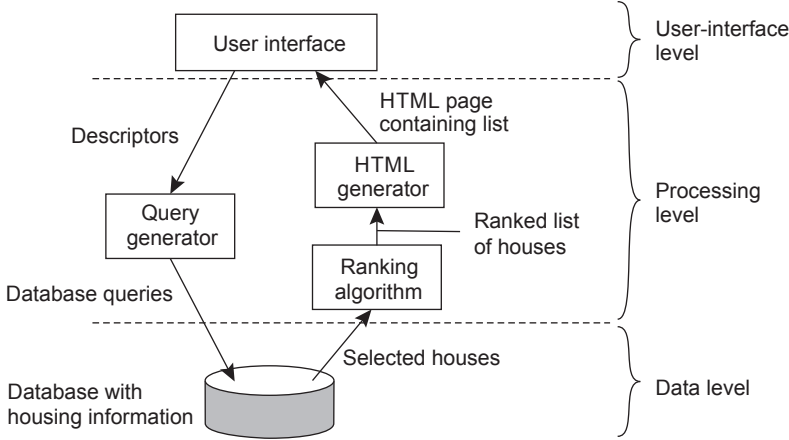 User interface
User-interface
level
HTML page
containing list
Descriptors
HTML
generator
Processing
level
Query
generator
Ranked list
of houses
Ranking
algorithm
Database queries
Selected houses
Database with
housing information
Data level